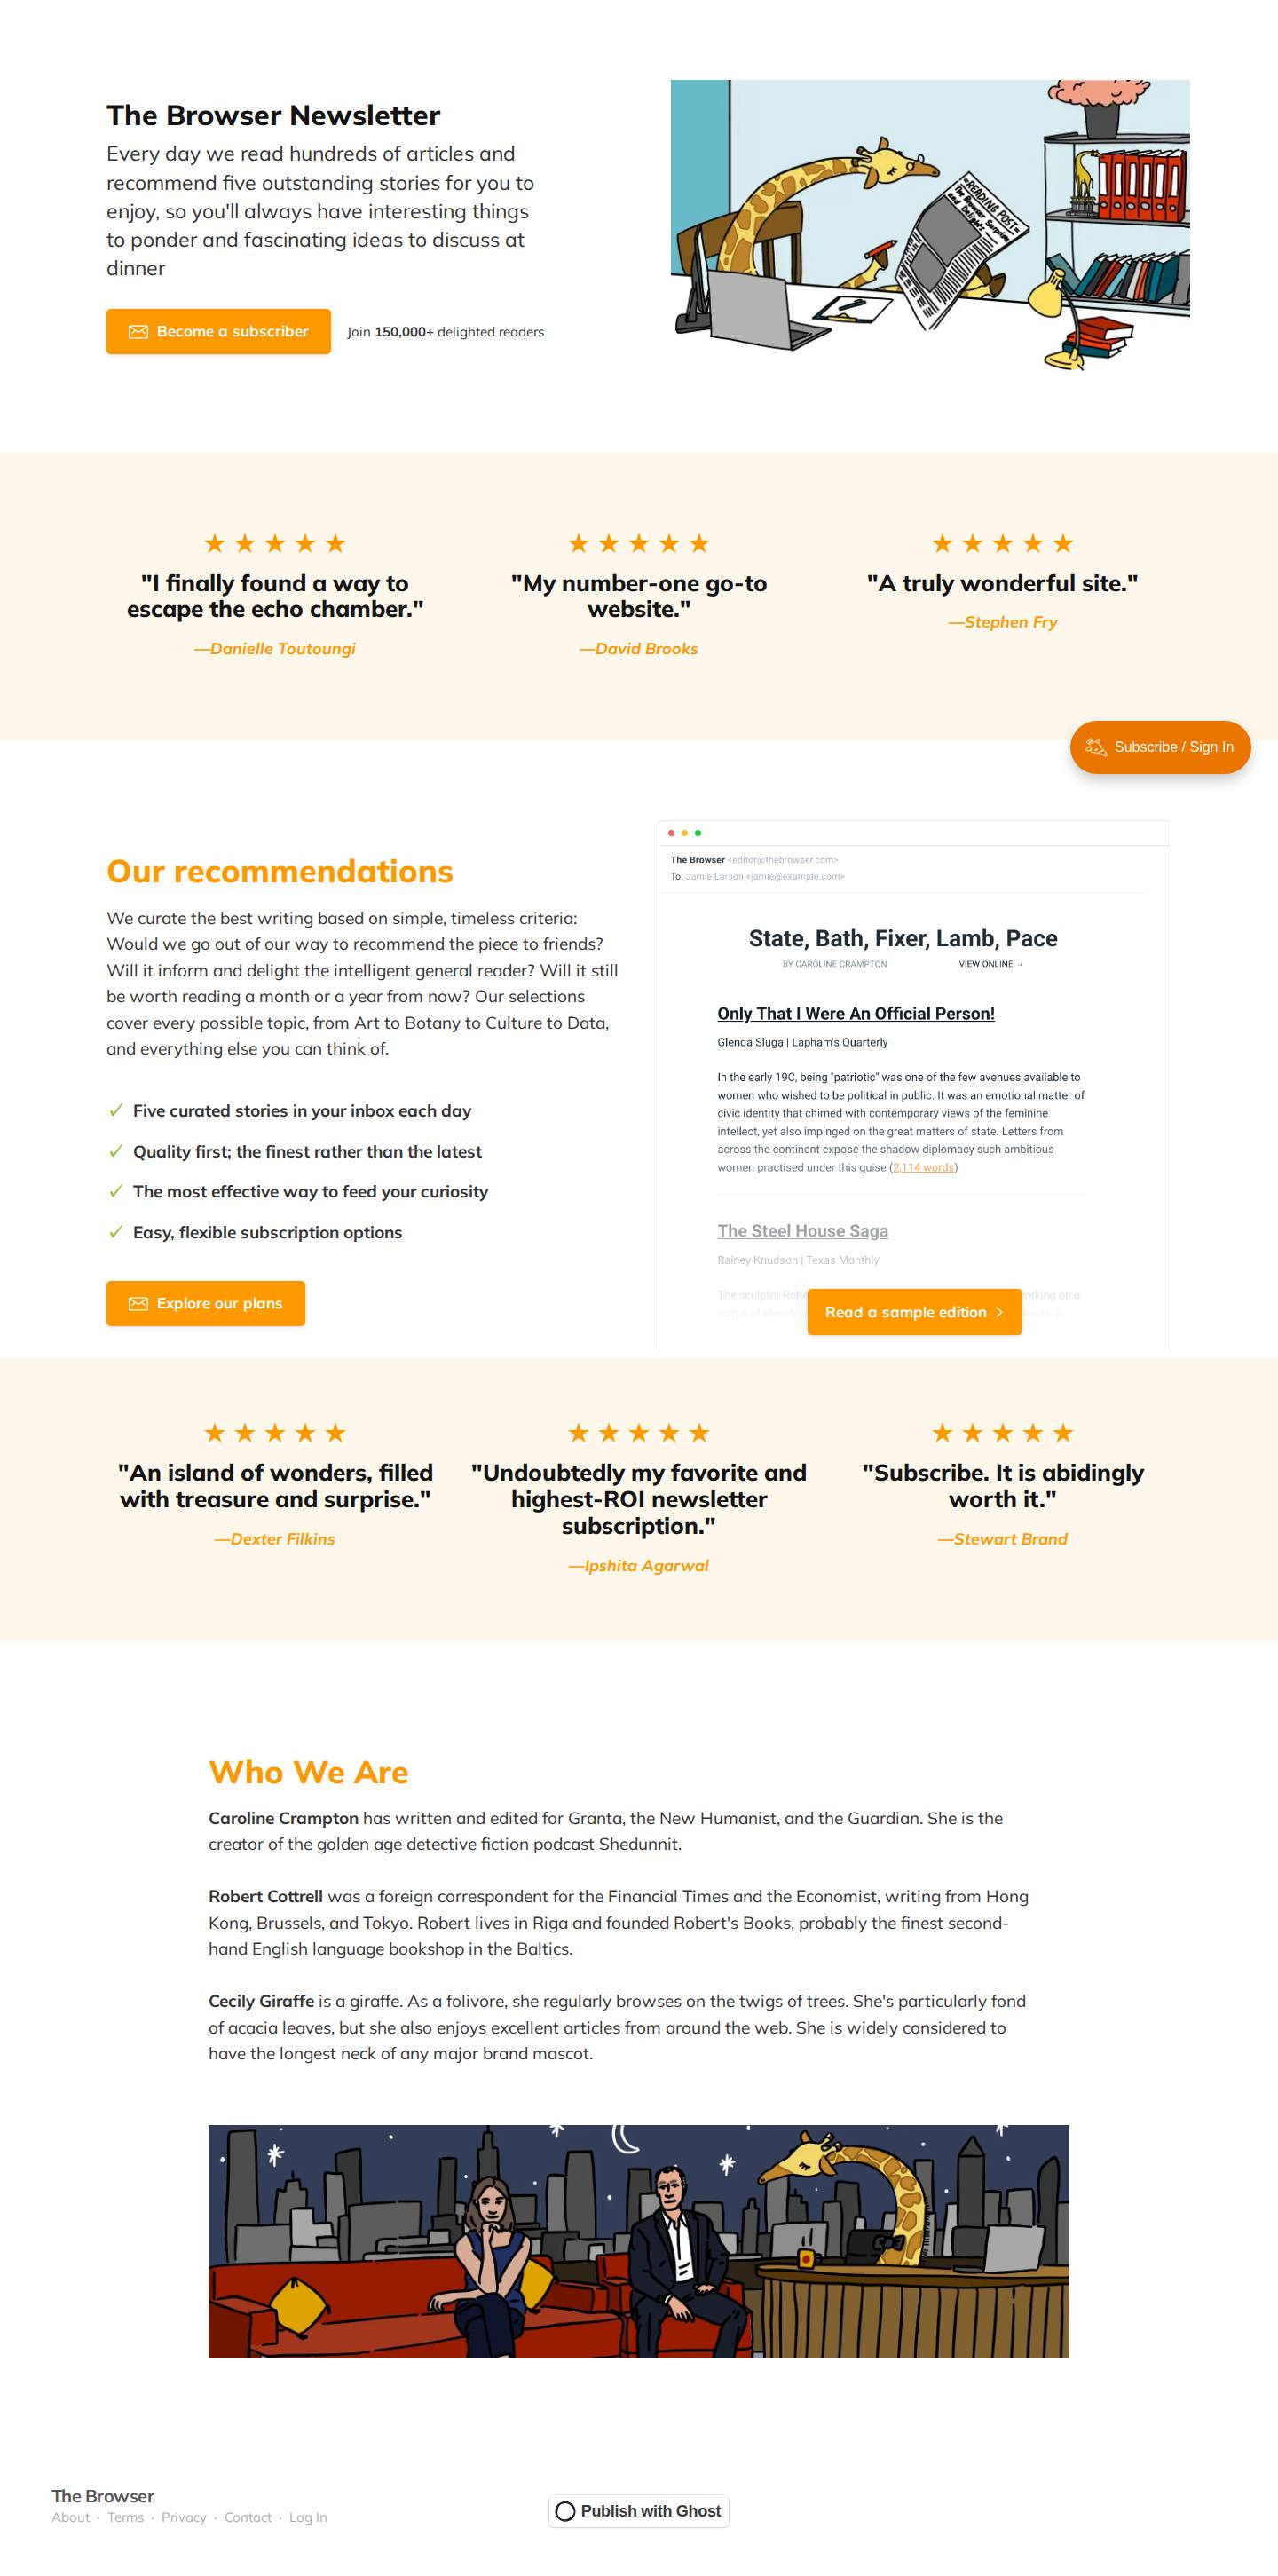 The Browser Newsletter
Every day we read hundreds of articles and
recommend five outstanding stories for you to
enjoy, so you'll always have interesting things
to ponder and fascinating ideas to discuss at
dinner
Become a subscriber
Join 150,000+ delighted readers
=READING POST=
The Browser Surprises
and Delights
★ ★ ★ ★ ★
"I finally found a way to
escape the echo chamber."
—Danielle Toutoungi
★ ★ ★ ★ ★
"My number-one go-to
website."
—David Brooks
★ ★ ★ ★ ★
"A truly wonderful site."
—Stephen Fry
Subscribe / Sign In
Our recommendations
We curate the best writing based on simple, timeless criteria:
Would we go out of our way to recommend the piece to friends?
Will it inform and delight the intelligent general reader? Will it still
be worth reading a month or a year from now? Our selections
cover every possible topic, from Art to Botany to Culture to Data,
and everything else you can think of.
✓ Five curated stories in your inbox each day
✓ Quality first; the finest rather than the latest
✓ The most effective way to feed your curiosity
✓ Easy, flexible subscription options
Explore our plans
The Browser <editor@thebrowser.com>
To: Jamie Larson <jamie@example.com>
State, Bath, Fixer, Lamb, Pace
BY CAROLINE CRAMPTON
VIEW ONLINE →
Only That I Were An Official Person!
Glenda Sluga | Lapham's Quarterly
In the early 19C, being "patriotic" was one of the few avenues available to
women who wished to be political in public. It was an emotional matter of
civic identity that chimed with contemporary views of the feminine
intellect, yet also impinged on the great matters of state. Letters from
across the continent expose the shadow diplomacy such ambitious
women practised under this guise (2,114 words)
The Steel House Saga
Rainey Knudson | Texas Monthly
The sculptor Robe
orking on a
Read a sample edition
★ ★ ★ ★ ★
"An island of wonders, filled
with treasure and surprise."
—Dexter Filkins
★ ★ ★ ★ ★
"Undoubtedly my favorite and
highest-ROI newsletter
subscription."
—Ipshita Agarwal
★ ★ ★ ★ ★
"Subscribe. It is abidingly
worth it."
—Stewart Brand
Who We Are
Caroline Crampton has written and edited for Granta, the New Humanist, and the Guardian. She is the
creator of the golden age detective fiction podcast Shedunnit.
Robert Cottrell was a foreign correspondent for the Financial Times and the Economist, writing from Hong
Kong, Brussels, and Tokyo. Robert lives in Riga and founded Robert's Books, probably the finest second-
hand English language bookshop in the Baltics.
Cecily Giraffe is a giraffe. As a folivore, she regularly browses on the twigs of trees. She's particularly fond
of acacia leaves, but she also enjoys excellent articles from around the web. She is widely considered to
have the longest neck of any major brand mascot.
The Browser
About · Terms · Privacy · Contact · Log In
Publish with Ghost